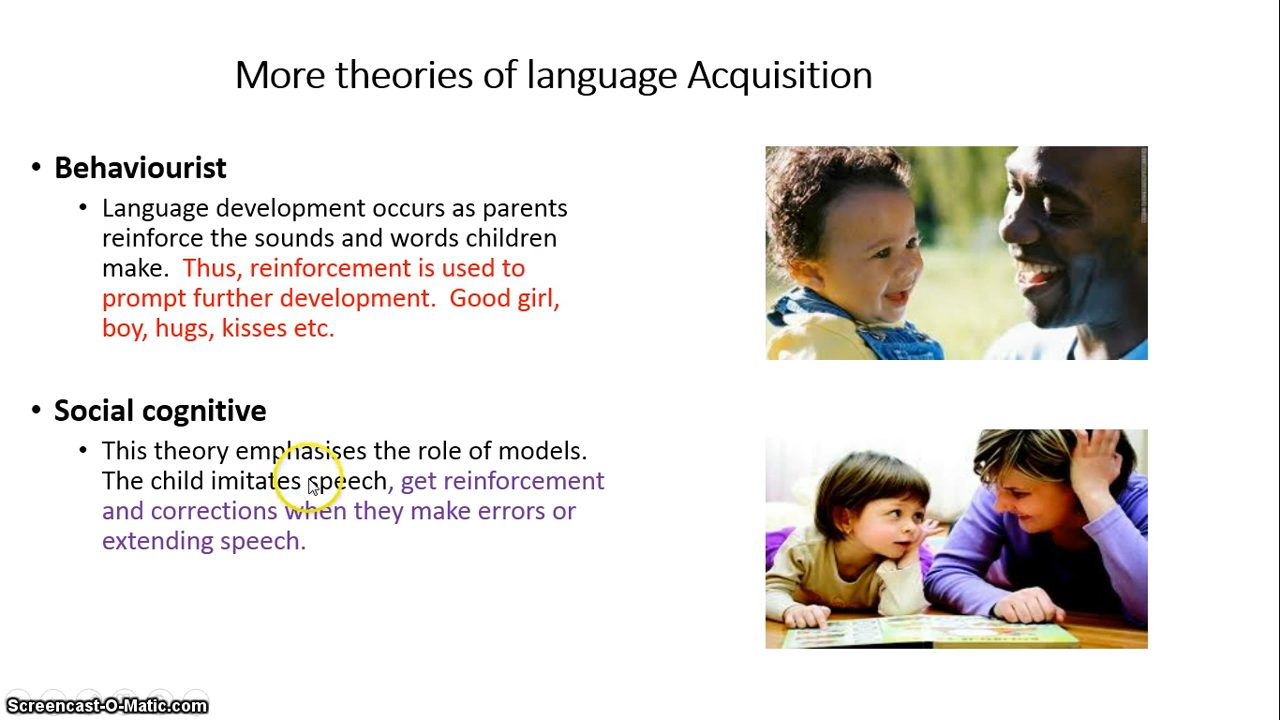 More theories of language Acquisition
• Behaviourist
• Language development occurs as parents
reinforce the sounds and words children
make.  Thus, reinforcement is used to
prompt further development.  Good girl,
boy, hugs, kisses etc.
• Social cognitive
• This theory emphasises the role of models.
The child imitates speech, get reinforcement
and corrections when they make errors or
extending speech.
Screencast-O-Matic.com